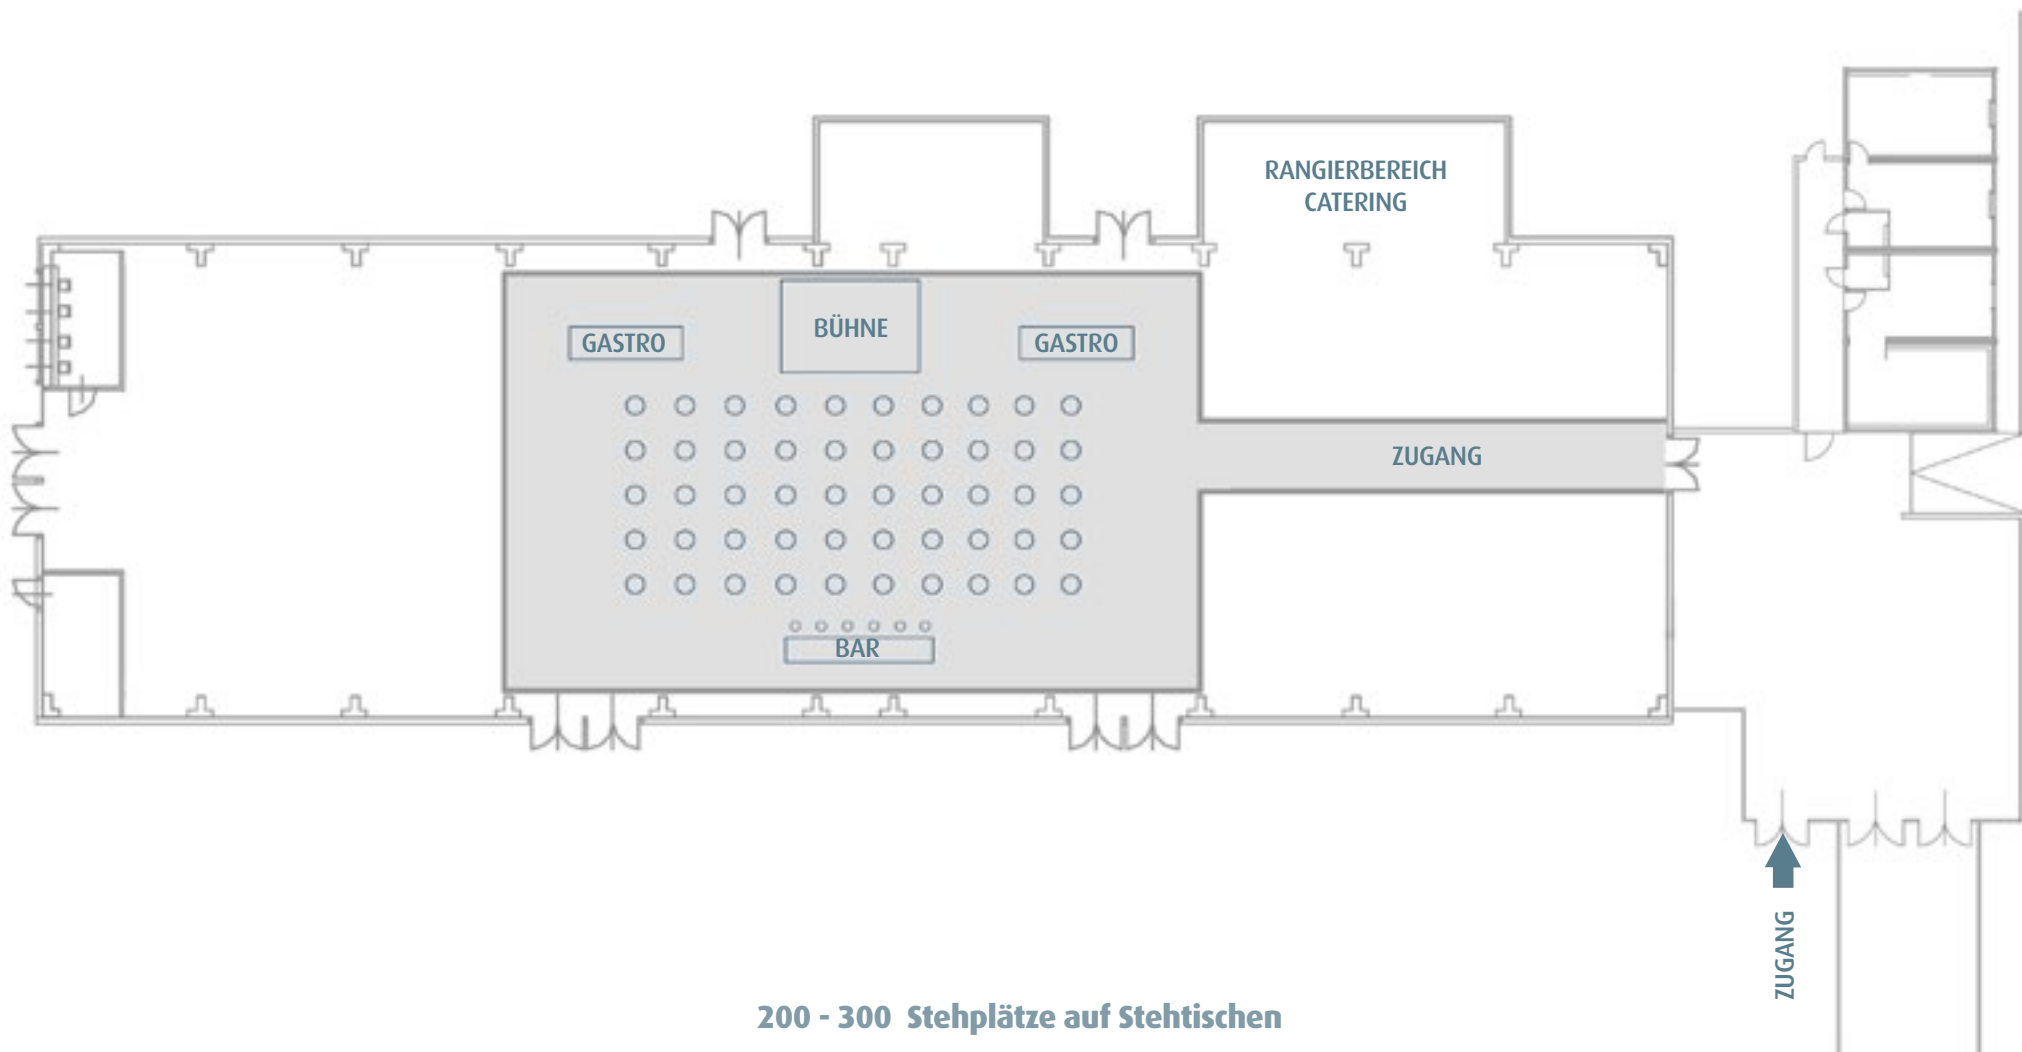 RANGIERBEREICH
CATERING
BÜHNE
GASTRO
GASTRO
ZUGANG
BAR
ZUGANG
200 - 300 Stehplätze auf Stehtischen